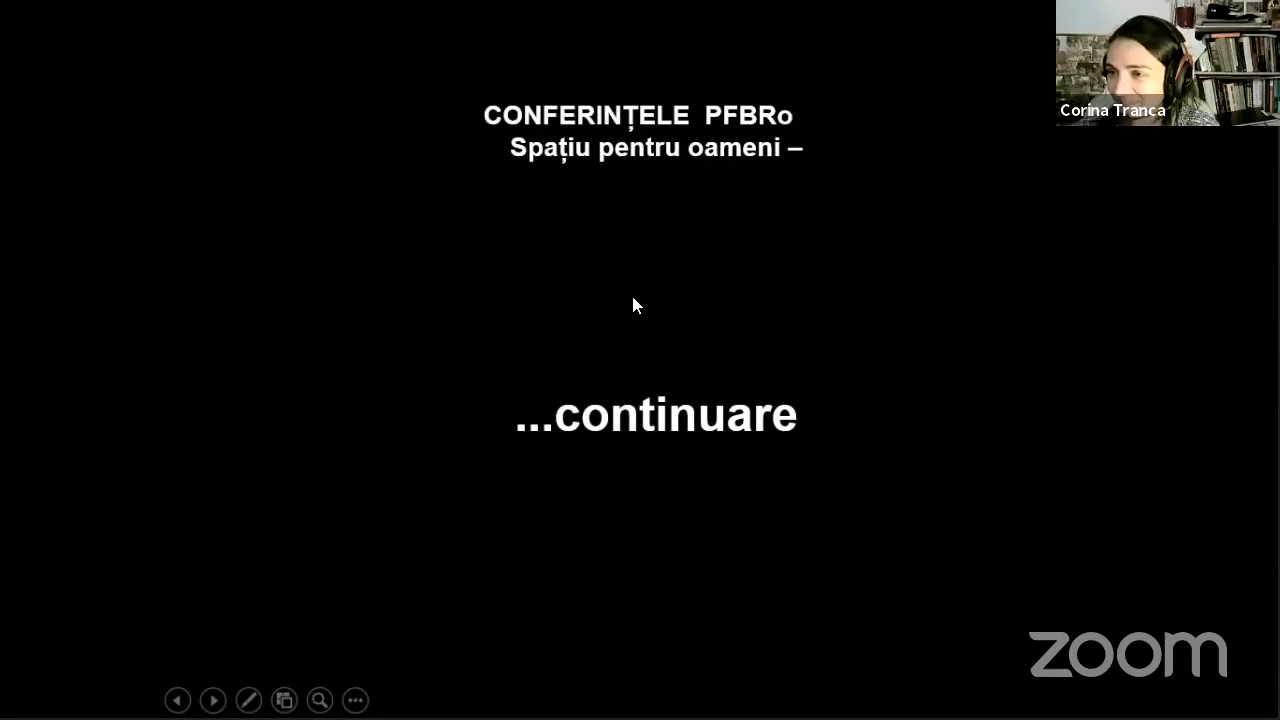 CONFERINȚELE PFBRo
Spațiu pentru oameni –
...continuare
Corina Tranca
zoom